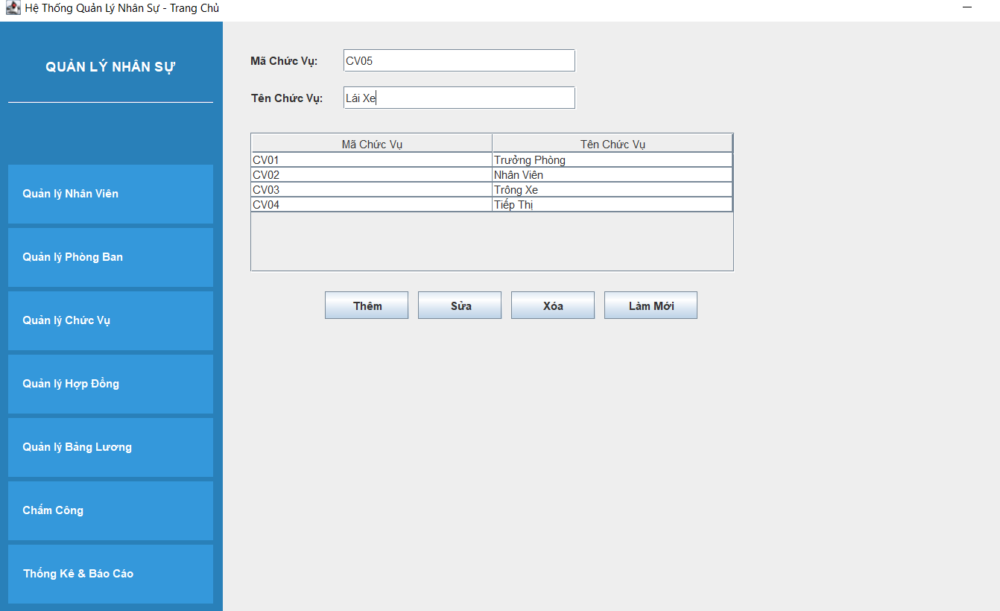 Hệ Thống Quản Lý Nhân Sự - Trang Chủ
QUẢN LÝ NHÂN SỰ
Quản lý Nhân Viên
Quản lý Phòng Ban
Quản lý Chức Vụ
Quản lý Hợp Đồng
Quản lý Bảng Lương
Chấm Công
Thống Kê & Báo Cáo
Mã Chức Vụ: CV05
Tên Chức Vụ: Lái Xe
Mã Chức Vụ Tên Chức Vụ
CV01 Trưởng Phòng
CV02 Nhân Viên
CV03 Trông Xe
CV04 Tiếp Thị
Thêm Sửa Xóa Làm Mới